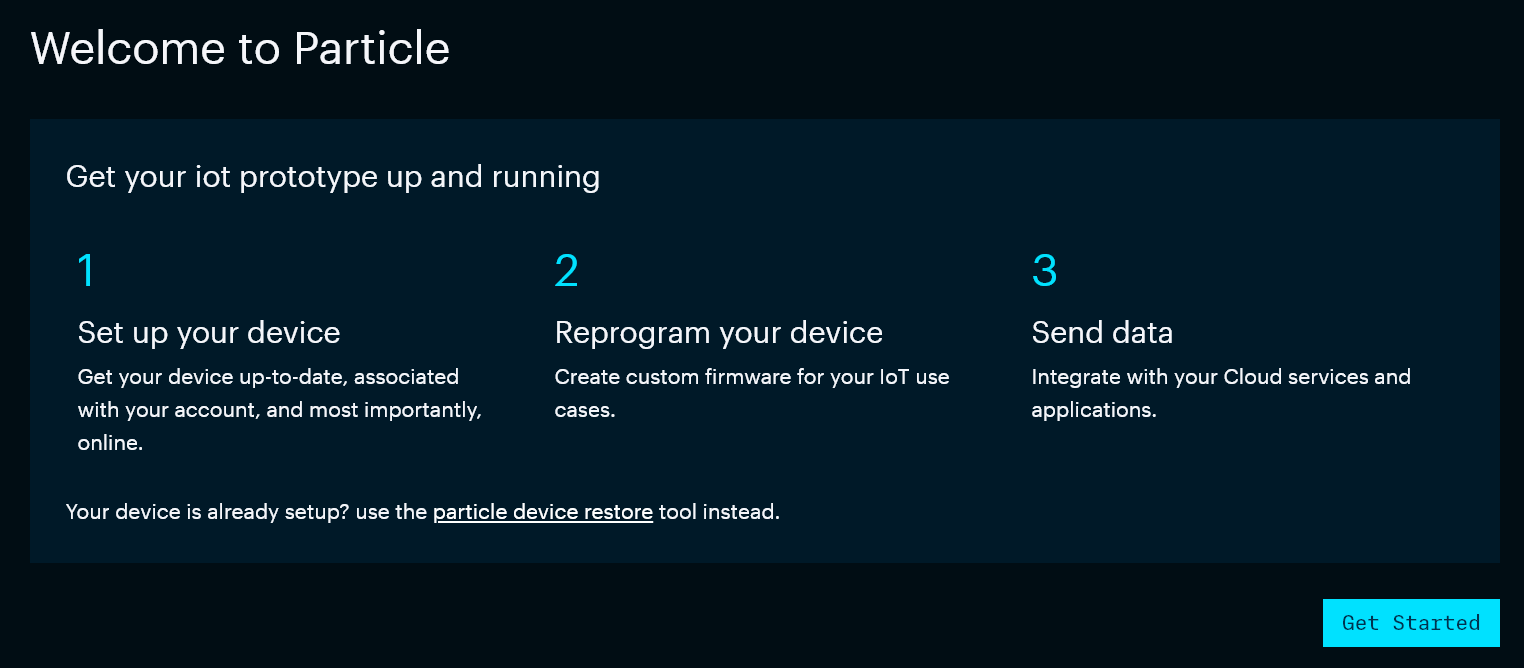 Welcome to Particle
Get your iot prototype up and running
1
Set up your device
Get your device up-to-date, associated
with your account, and most importantly,
online.
2
Reprogram your device
Create custom firmware for your IoT use
cases.
3
Send data
Integrate with your Cloud services and
applications.
Your device is already setup? use the particle device restore tool instead.
Get Started